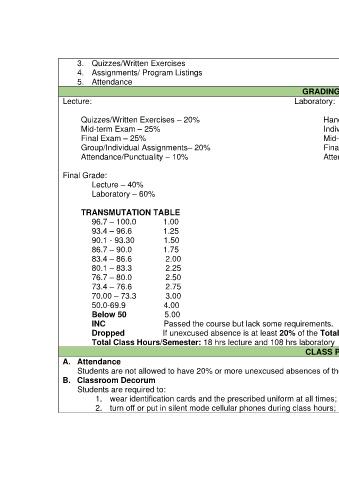 3. Quizzes/Written Exercises
4. Assignments/ Program Listings
5. Attendance
GRADING
Lecture: Laboratory:
Quizzes/Written Exercises – 20%
Mid-term Exam – 25% Indiv
Final Exam – 25% Mid-
Group/Individual Assignments– 20% Fina
Attendance/Punctuality – 10% Atte
Final Grade:
Lecture – 40%
Laboratory – 60%
TRANSMUTATION TABLE
96.7 – 100.0 1.00
93.4 – 96.6 1.25
90.1 - 93.30 1.50
86.7 – 90.0 1.75
83.4 – 86.6 2.00
80.1 – 83.3 2.25
76.7 – 80.0 2.50
73.4 – 76.6 2.75
70.00 – 73.3 3.00
50.0-69.9 4.00
Below 50 5.00
INC Passed the course but lack some requirements.
Dropped If unexcused absence is at least 20% of the Total
Total Class Hours/Semester: 18 hrs lecture and 108 hrs laboratory
CLASS P
A. Attendance
Students are not allowed to have 20% or more unexcused absences of th
B. Classroom Decorum
Students are required to:
1. wear identification cards and the prescribed uniform at all times;
2. turn off or put in silent mode cellular phones during class hours;